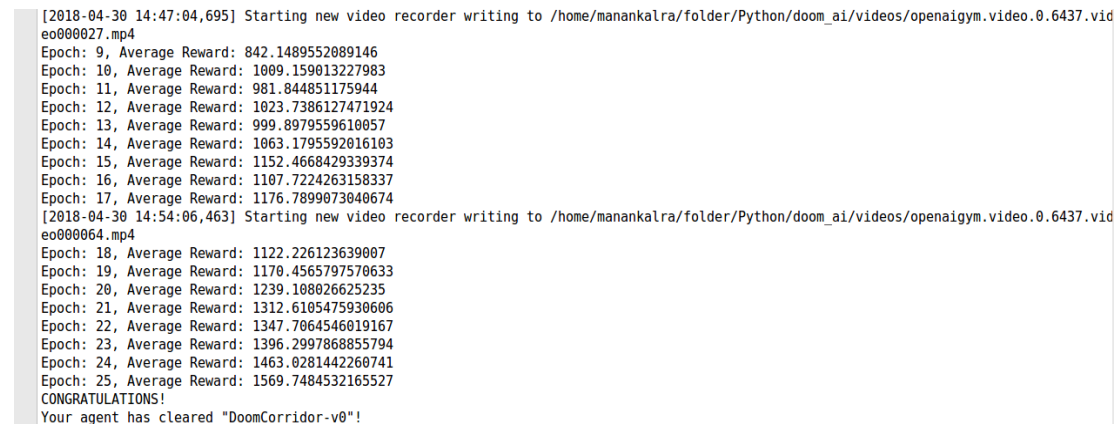 [2018-04-30 14:47:04,695] Starting new video recorder writing to /home/manankalra/folder/Python/doom_ai/videos/openaigym.video.0.6437.vid
eo000027.mp4
Epoch: 9, Average Reward: 842.1489552089146
Epoch: 10, Average Reward: 1009.159013227983
Epoch: 11, Average Reward: 981.844851175944
Epoch: 12, Average Reward: 1023.7386127471924
Epoch: 13, Average Reward: 999.8979559610057
Epoch: 14, Average Reward: 1063.1795592016103
Epoch: 15, Average Reward: 1152.4668429339374
Epoch: 16, Average Reward: 1107.7224263158337
Epoch: 17, Average Reward: 1176.7899073040674
[2018-04-30 14:54:06,463] Starting new video recorder writing to /home/manankalra/folder/Python/doom_ai/videos/openaigym.video.0.6437.vid
eo000064.mp4
Epoch: 18, Average Reward: 1122.226123639007
Epoch: 19, Average Reward: 1170.4565797570633
Epoch: 20, Average Reward: 1239.108026625235
Epoch: 21, Average Reward: 1312.6105475930606
Epoch: 22, Average Reward: 1347.7064546019167
Epoch: 23, Average Reward: 1396.2997868855794
Epoch: 24, Average Reward: 1463.0281442260741
Epoch: 25, Average Reward: 1569.7484532165527
CONGRATULATIONS!
Your agent has cleared "DoomCorridor-v0"!